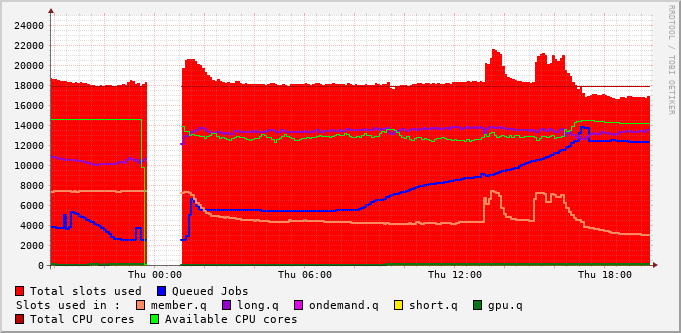 RRDTOOL / TOBI OETIKER
24000
22000
20000
18000
16000
14000
12000
10000
8000
6000
4000
2000
0
Thu 00:00 Thu 06:00 Thu 12:00 Thu 18:00
Total slots used Queued Jobs
Slots used in : member.q long.q ondemand.q short.q gpu.q
Total CPU cores Available CPU cores